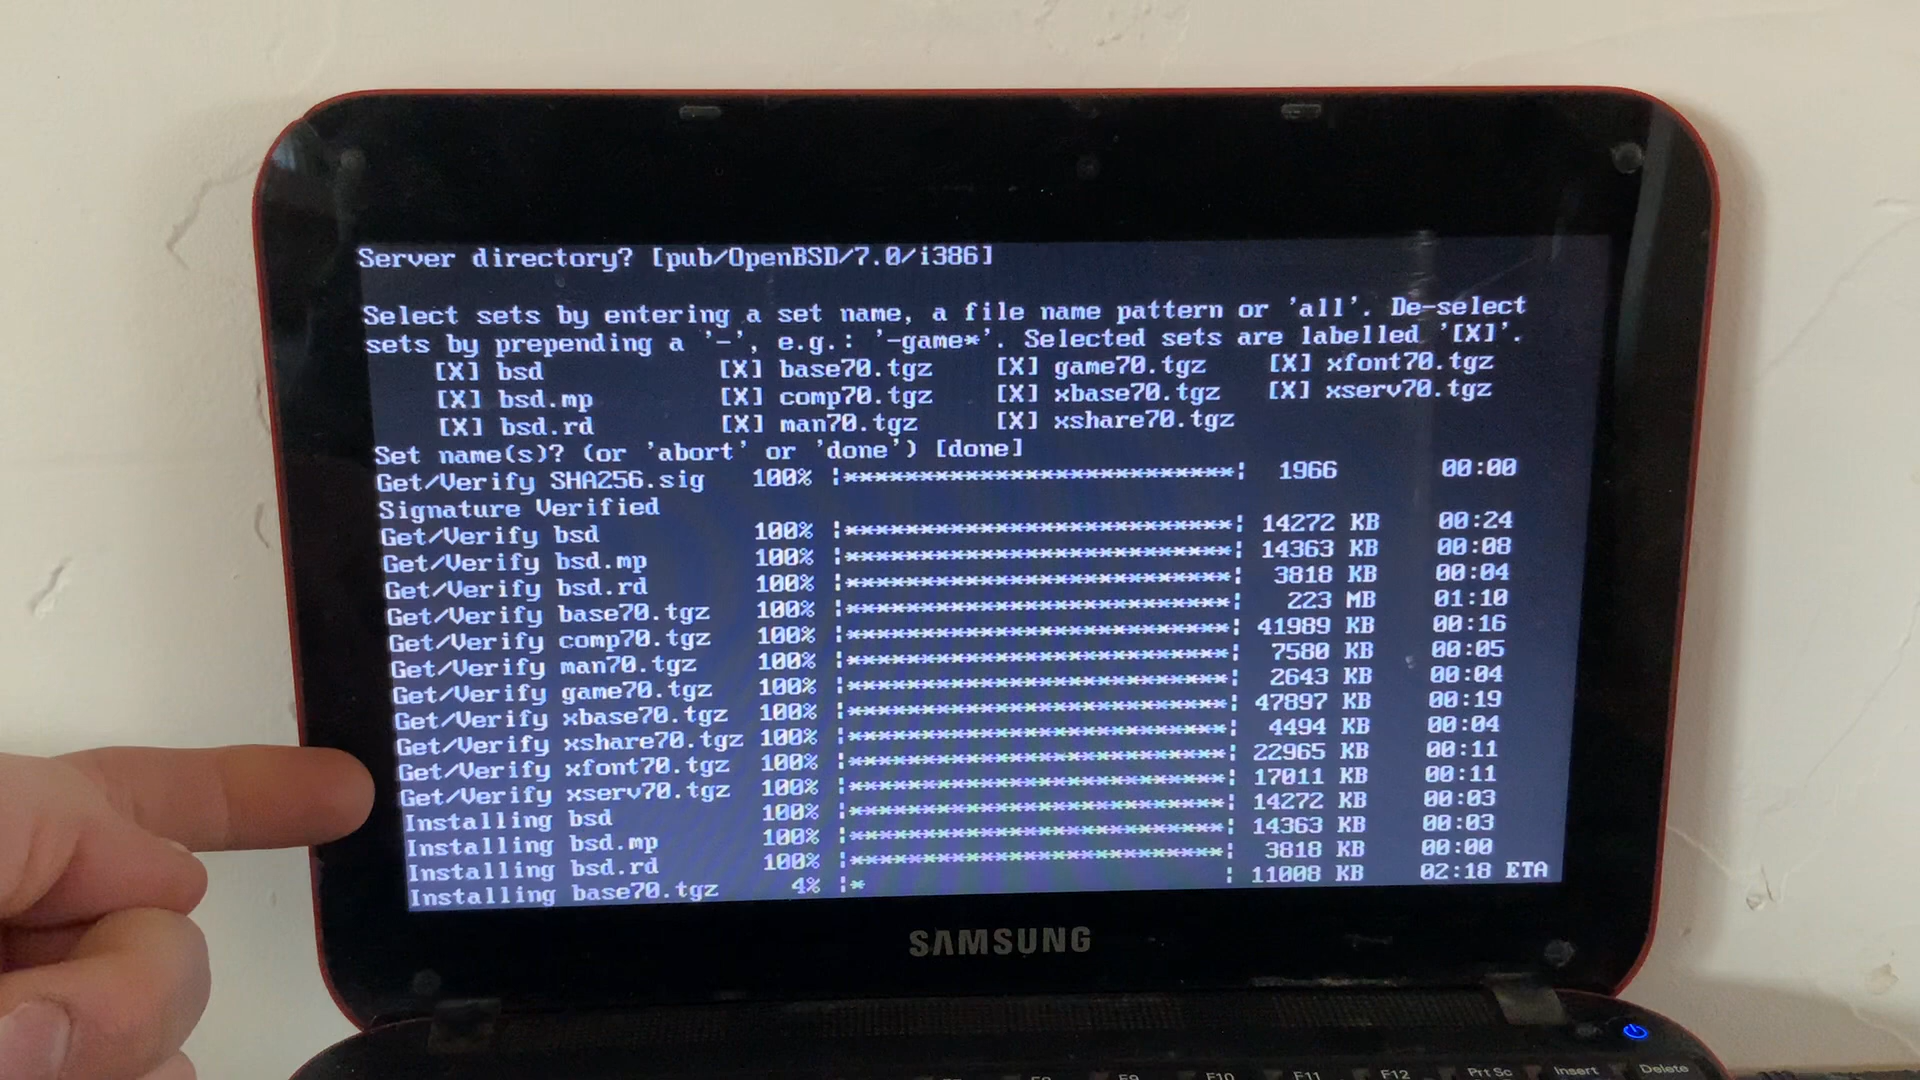 Server directory? [pub/OpenBSD/7.0/i386]
Select sets by entering a set name, a file name pattern or 'all'. De-select
sets by prepending a '-', e.g.: '-game*'. Selected sets are labelled '[X]'.
[X] bsd [X] base70.tgz [X] game70.tgz [X] xfont70.tgz
[X] bsd.mp [X] comp70.tgz [X] xbase70.tgz [X] xserv70.tgz
[X] bsd.rd [X] man70.tgz [X] xshare70.tgz
Set name(s)? (or 'abort' or 'done') [done]
Get/Verify SHA256.sig 100% |**************************| 1966 00:00
Signature Verified
Get/Verify bsd 100% |**************************| 14272 KB 00:24
Get/Verify bsd.mp 100% |**************************| 14363 KB 00:08
Get/Verify bsd.rd 100% |**************************| 3818 KB 00:04
Get/Verify base70.tgz 100% |**************************| 223 MB 01:10
Get/Verify comp70.tgz 100% |**************************| 41989 KB 00:16
Get/Verify man70.tgz 100% |**************************| 7580 KB 00:05
Get/Verify game70.tgz 100% |**************************| 2643 KB 00:04
Get/Verify xbase70.tgz 100% |**************************| 47897 KB 00:19
Get/Verify xshare70.tgz 100% |**************************| 4494 KB 00:04
Get/Verify xfont70.tgz 100% |**************************| 22965 KB 00:11
Get/Verify xserv70.tgz 100% |**************************| 17011 KB 00:11
Installing bsd 100% |**************************| 14272 KB 00:03
Installing bsd.mp 100% |**************************| 14363 KB 00:03
Installing bsd.rd 100% |**************************| 3818 KB 00:00
Installing base70.tgz 4% |* | 11008 KB 02:18 ETA
SAMSUNG
F9 F10 F11 F12 Prt Sc Insert Delete